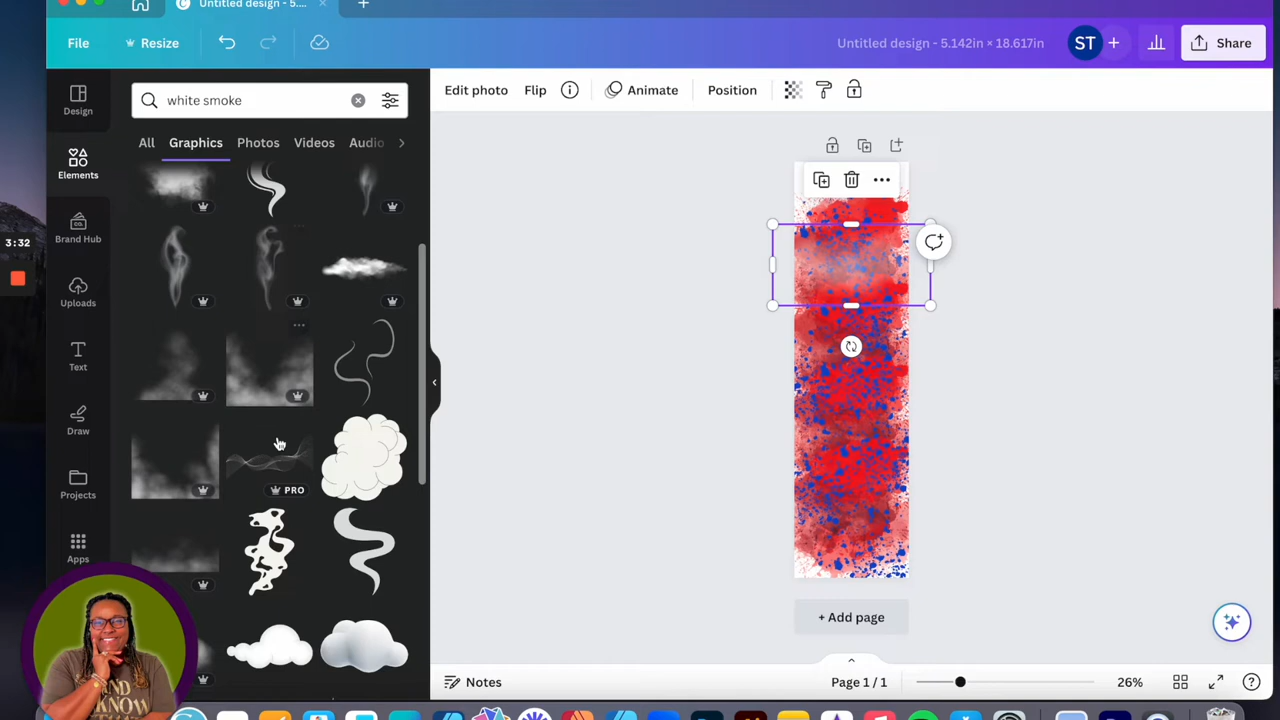 Untitled design - 5....
File
Resize
Untitled design - 5.142in × 18.617in
ST
Share
Design
Elements
Brand Hub
Uploads
Text
Draw
Projects
Apps
3:32
white smoke
All
Graphics
Photos
Videos
Audio
PRO
Edit photo
Flip
Animate
Position
+ Add page
Notes
Page 1 / 1
26%